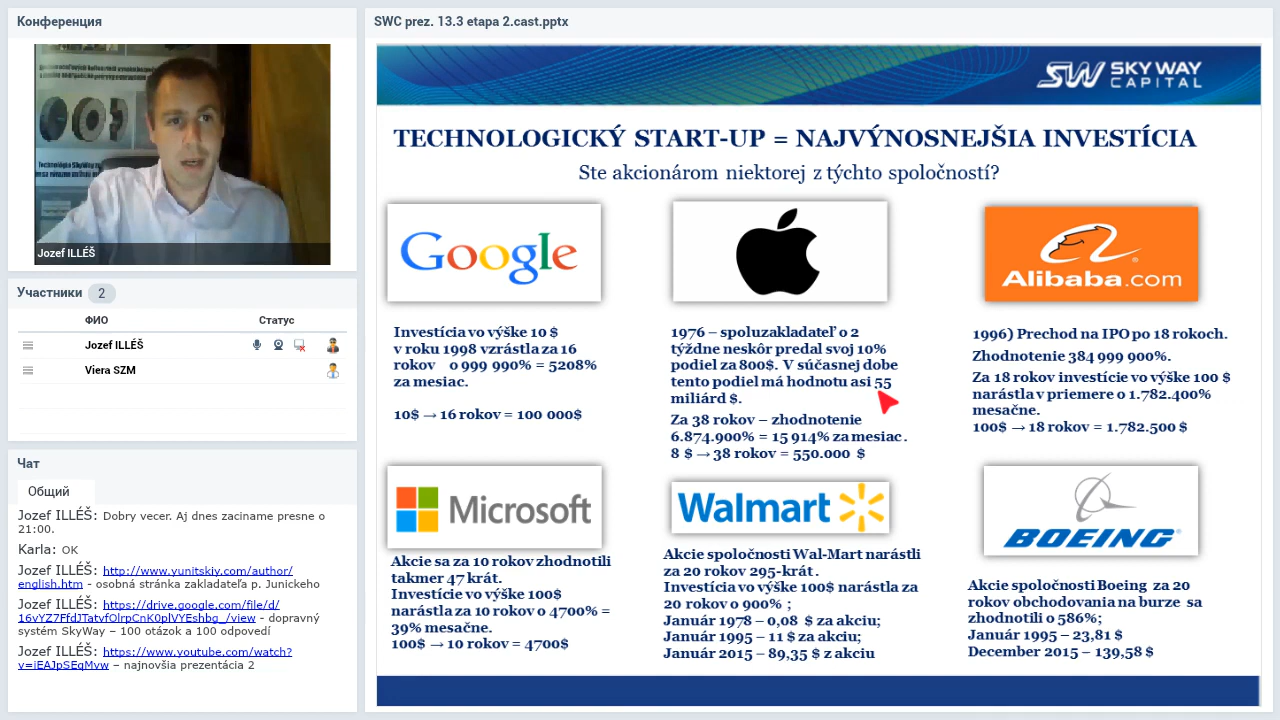 Конференция
Jozef ILLÉŠ
Участники 2
ФИО Статус
Jozef ILLÉŠ
Viera SZM
Чат
Общий
Jozef ILLÉŠ: Dobry vecer. Aj dnes zaciname presne o
21:00.
Karla: OK
Jozef ILLÉŠ: http://www.yunitskiy.com/author/
english.htm - osobná stránka zakladateľa p. Junickeho
Jozef ILLÉŠ: https://drive.google.com/file/d/
16vYZ7FfdJTatvfOlrpCnK0plVYEshbg_/view - dopravný
systém SkyWay – 100 otázok a 100 odpovedí
Jozef ILLÉŠ: https://www.youtube.com/watch?
v=iEAJpSEqMvw – najnovšia prezentácia 2
SWC prez. 13.3 etapa 2.cast.pptx
SW SKY WAY
CAPITAL
TECHNOLOGICKÝ START-UP = NAJVÝNOSNEJŠIA INVESTÍCIA
Ste akcionárom niektorej z týchto spoločností?
Google
Investícia vo výške 10 $
v roku 1998 vzrástla za 16
rokov o 999 990% = 5208%
za mesiac.
10$ → 16 rokov = 100 000$
1976 – spoluzakladateľ o 2
týždne neskôr predal svoj 10%
podiel za 800$. V súčasnej dobe
tento podiel má hodnotu asi 55
miliárd $.
Za 38 rokov – zhodnotenie
6.874.900% = 15 914% za mesiac.
8 $ → 38 rokov = 550.000 $
Alibaba.com
1996) Prechod na IPO po 18 rokoch.
Zhodnotenie 384 999 900%.
Za 18 rokov investície vo výške 100 $
narástla v priemere o 1.782.400%
mesačne.
100$ → 18 rokov = 1.782.500 $
Microsoft
Akcie sa za 10 rokov zhodnotili
takmer 47 krát.
Investície vo výške 100$
narástla za 10 rokov o 4700% =
39% mesačne.
100$ → 10 rokov = 4700$
Walmart
Akcie spoločnosti Wal-Mart narástli
za 20 rokov 295-krát.
Investícia vo výške 100$ narástla za
20 rokov o 900% ;
Január 1978 – 0,08 $ za akciu;
Január 1995 – 11 $ za akciu;
Január 2015 – 89,35 $ z akciu
BOEING
Akcie spoločnosti Boeing za 20
rokov obchodovania na burze sa
zhodnotili o 586%;
Január 1995 – 23,81 $
December 2015 – 139,58 $